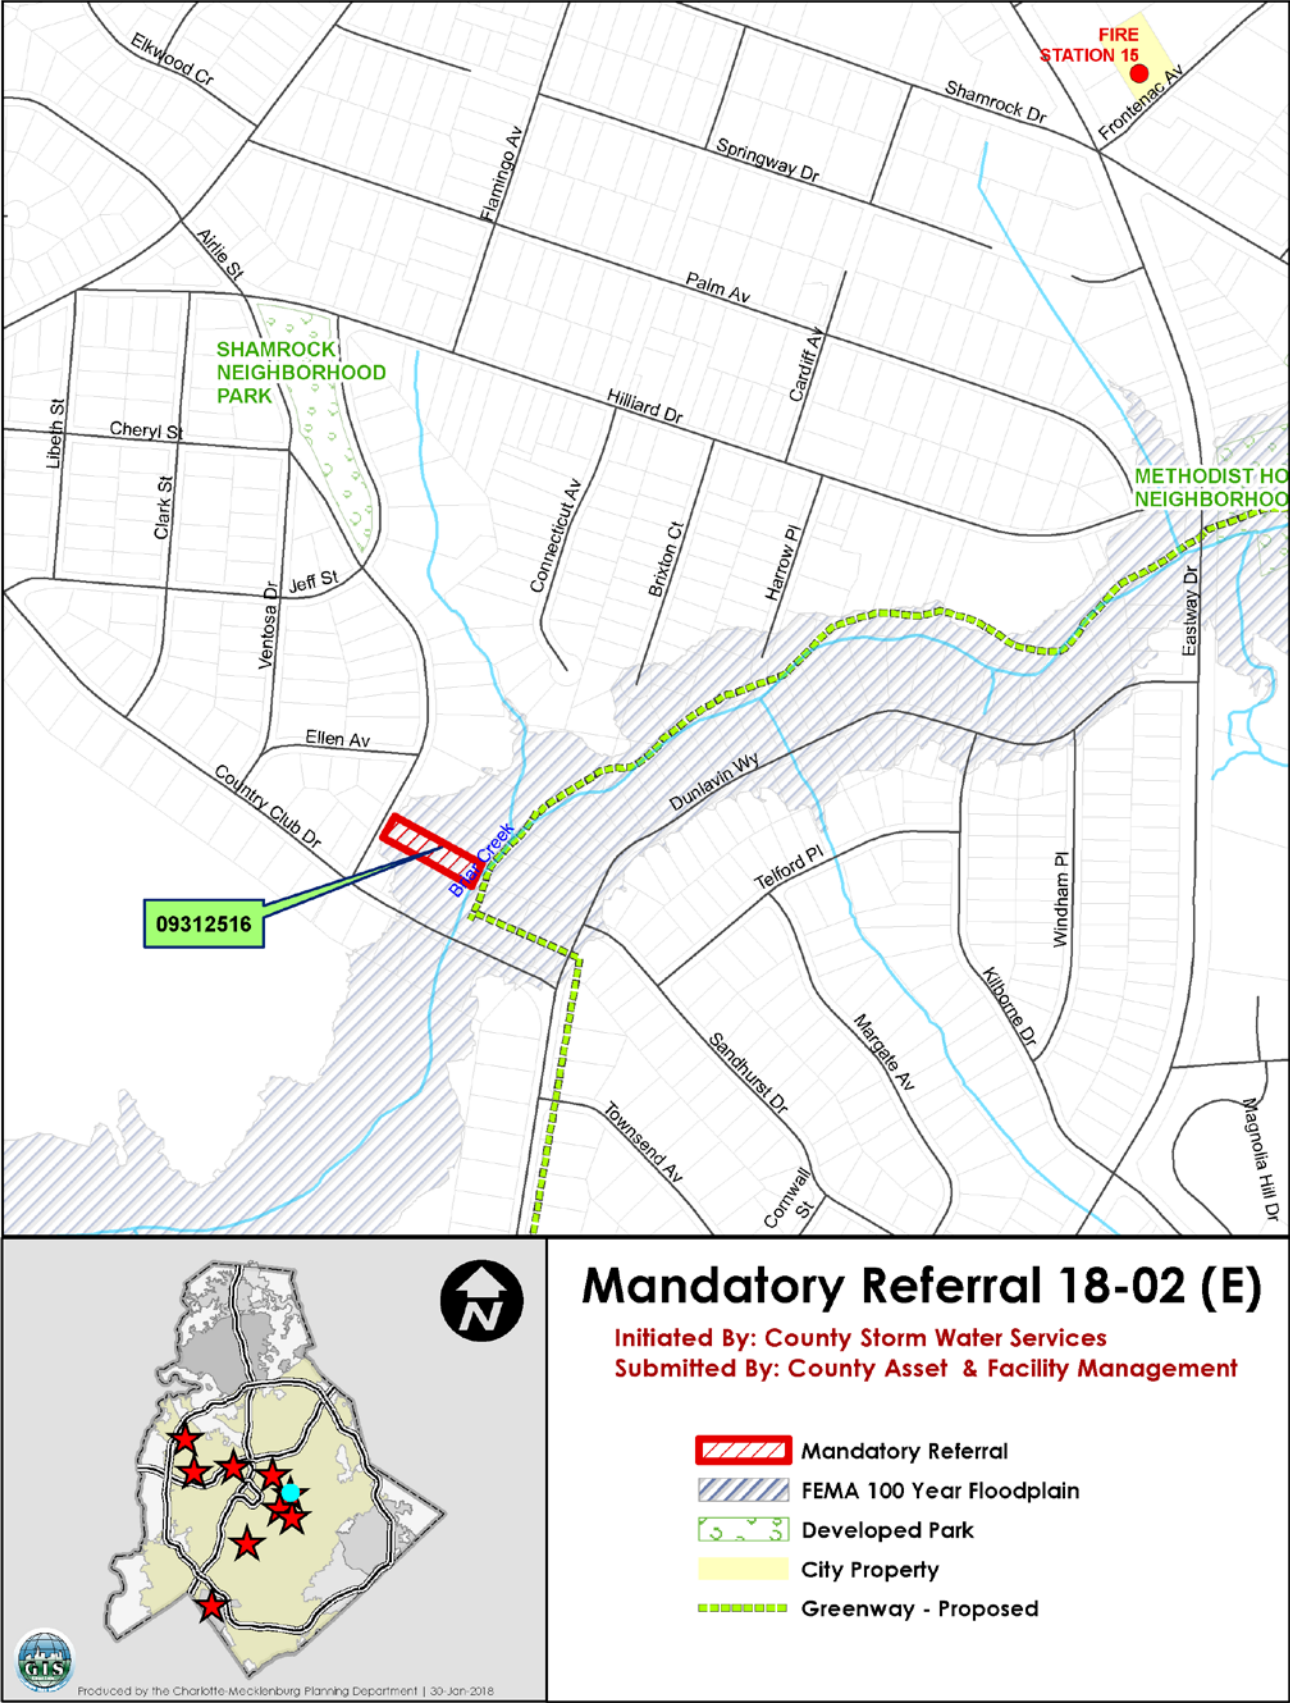 FIRE
STATION 15
Elkwood Cr
Frontenac Av
Shamrock Dr
Flamingo Av
Springway Dr
Airlie St
Palm Av
Cardiff Av
SHAMROCK
NEIGHBORHOOD
PARK
Hilliard Dr
Libeth St
Cheryl St
Clark St
METHODIST HO
NEIGHBORHOO
Connecticut Av
Brixton Ct
Harrow Pl
Jeff St
Ventosa Dr
Eastway Dr
Ellen Av
Country Club Dr
Dunlavin Wy
Briar Creek
Telford Pl
Windham Pl
09312516
Kilborne Dr
Margate Av
Sandhurst Dr
Townsend Av
Cornwall
St
Magnolia Hill Dr
N
Mandatory Referral 18-02 (E)
Initiated By: County Storm Water Services
Submitted By: County Asset & Facility Management
Mandatory Referral
FEMA 100 Year Floodplain
Developed Park
City Property
Greenway - Proposed
GIS
Produced by the Charlotte-Mecklenburg Planning Department | 30-Jan-2018